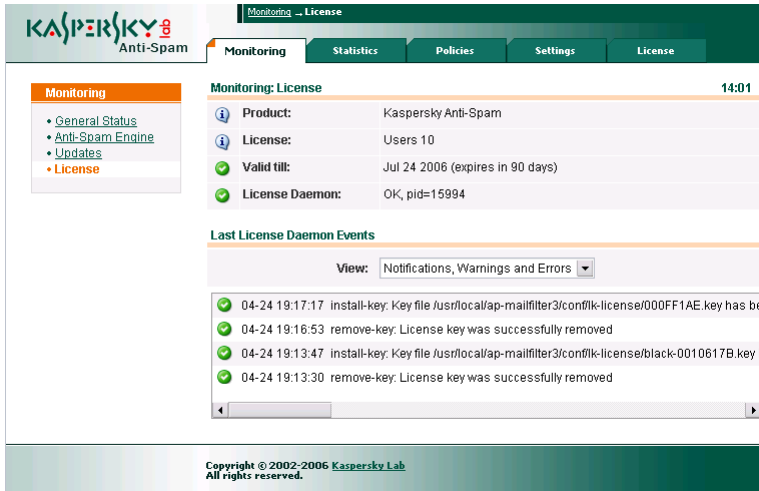 Monitoring → License
KASPERSKY lab
Anti-Spam
Monitoring Statistics Policies Settings License
Monitoring
• General Status
• Anti-Spam Engine
• Updates
• License
Monitoring: License 14:01
Product: Kaspersky Anti-Spam
License: Users 10
Valid till: Jul 24 2006 (expires in 90 days)
License Daemon: OK, pid=15994
Last License Daemon Events
View: Notifications, Warnings and Errors
04-24 19:17:17 install-key: Key file /usr/local/ap-mailfilter3/conf/lk-license/000FF1AE.key has be
04-24 19:16:53 remove-key: License key was successfully removed
04-24 19:13:47 install-key: Key file /usr/local/ap-mailfilter3/conf/lk-license/black-0010617B.key
04-24 19:13:30 remove-key: License key was successfully removed
Copyright © 2002-2006 Kaspersky Lab
All rights reserved.